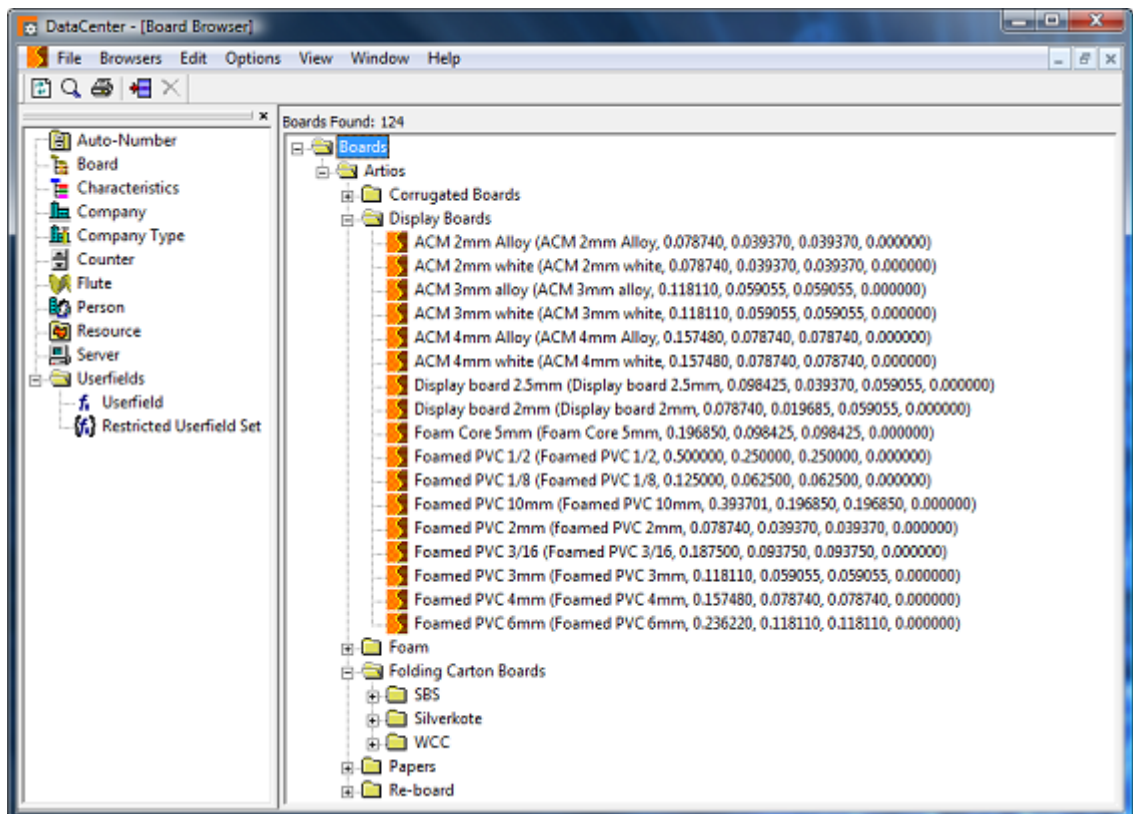 DataCenter - [Board Browser]
File Browsers Edit Options View Window Help
Auto-Number
Board
Characteristics
Company
Company Type
Counter
Flute
Person
Resource
Server
Userfields
Userfield
Restricted Userfield Set
Boards Found: 124
Boards
Artios
Corrugated Boards
Display Boards
ACM 2mm Alloy (ACM 2mm Alloy, 0.078740, 0.039370, 0.039370, 0.000000)
ACM 2mm white (ACM 2mm white, 0.078740, 0.039370, 0.039370, 0.000000)
ACM 3mm alloy (ACM 3mm alloy, 0.118110, 0.059055, 0.059055, 0.000000)
ACM 3mm white (ACM 3mm white, 0.118110, 0.059055, 0.059055, 0.000000)
ACM 4mm Alloy (ACM 4mm Alloy, 0.157480, 0.078740, 0.078740, 0.000000)
ACM 4mm white (ACM 4mm white, 0.157480, 0.078740, 0.078740, 0.000000)
Display board 2.5mm (Display board 2.5mm, 0.098425, 0.039370, 0.059055, 0.000000)
Display board 2mm (Display board 2mm, 0.078740, 0.019685, 0.059055, 0.000000)
Foam Core 5mm (Foam Core 5mm, 0.196850, 0.098425, 0.098425, 0.000000)
Foamed PVC 1/2 (Foamed PVC 1/2, 0.500000, 0.250000, 0.250000, 0.000000)
Foamed PVC 1/8 (Foamed PVC 1/8, 0.125000, 0.062500, 0.062500, 0.000000)
Foamed PVC 10mm (Foamed PVC 10mm, 0.393701, 0.196850, 0.196850, 0.000000)
Foamed PVC 2mm (foamed PVC 2mm, 0.078740, 0.039370, 0.039370, 0.000000)
Foamed PVC 3/16 (Foamed PVC 3/16, 0.187500, 0.093750, 0.093750, 0.000000)
Foamed PVC 3mm (Foamed PVC 3mm, 0.118110, 0.059055, 0.059055, 0.000000)
Foamed PVC 4mm (Foamed PVC 4mm, 0.157480, 0.078740, 0.078740, 0.000000)
Foamed PVC 6mm (Foamed PVC 6mm, 0.236220, 0.118110, 0.118110, 0.000000)
Foam
Folding Carton Boards
SBS
Silverkote
WCC
Papers
Re-board